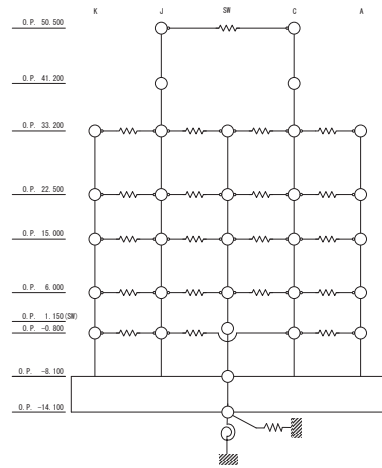 K J SW C A
O.P. 50.500
O.P. 41.200
O.P. 33.200
O.P. 22.500
O.P. 15.000
O.P. 6.000
O.P. 1.150(SW)
O.P. -0.800
O.P. -8.100
O.P. -14.100